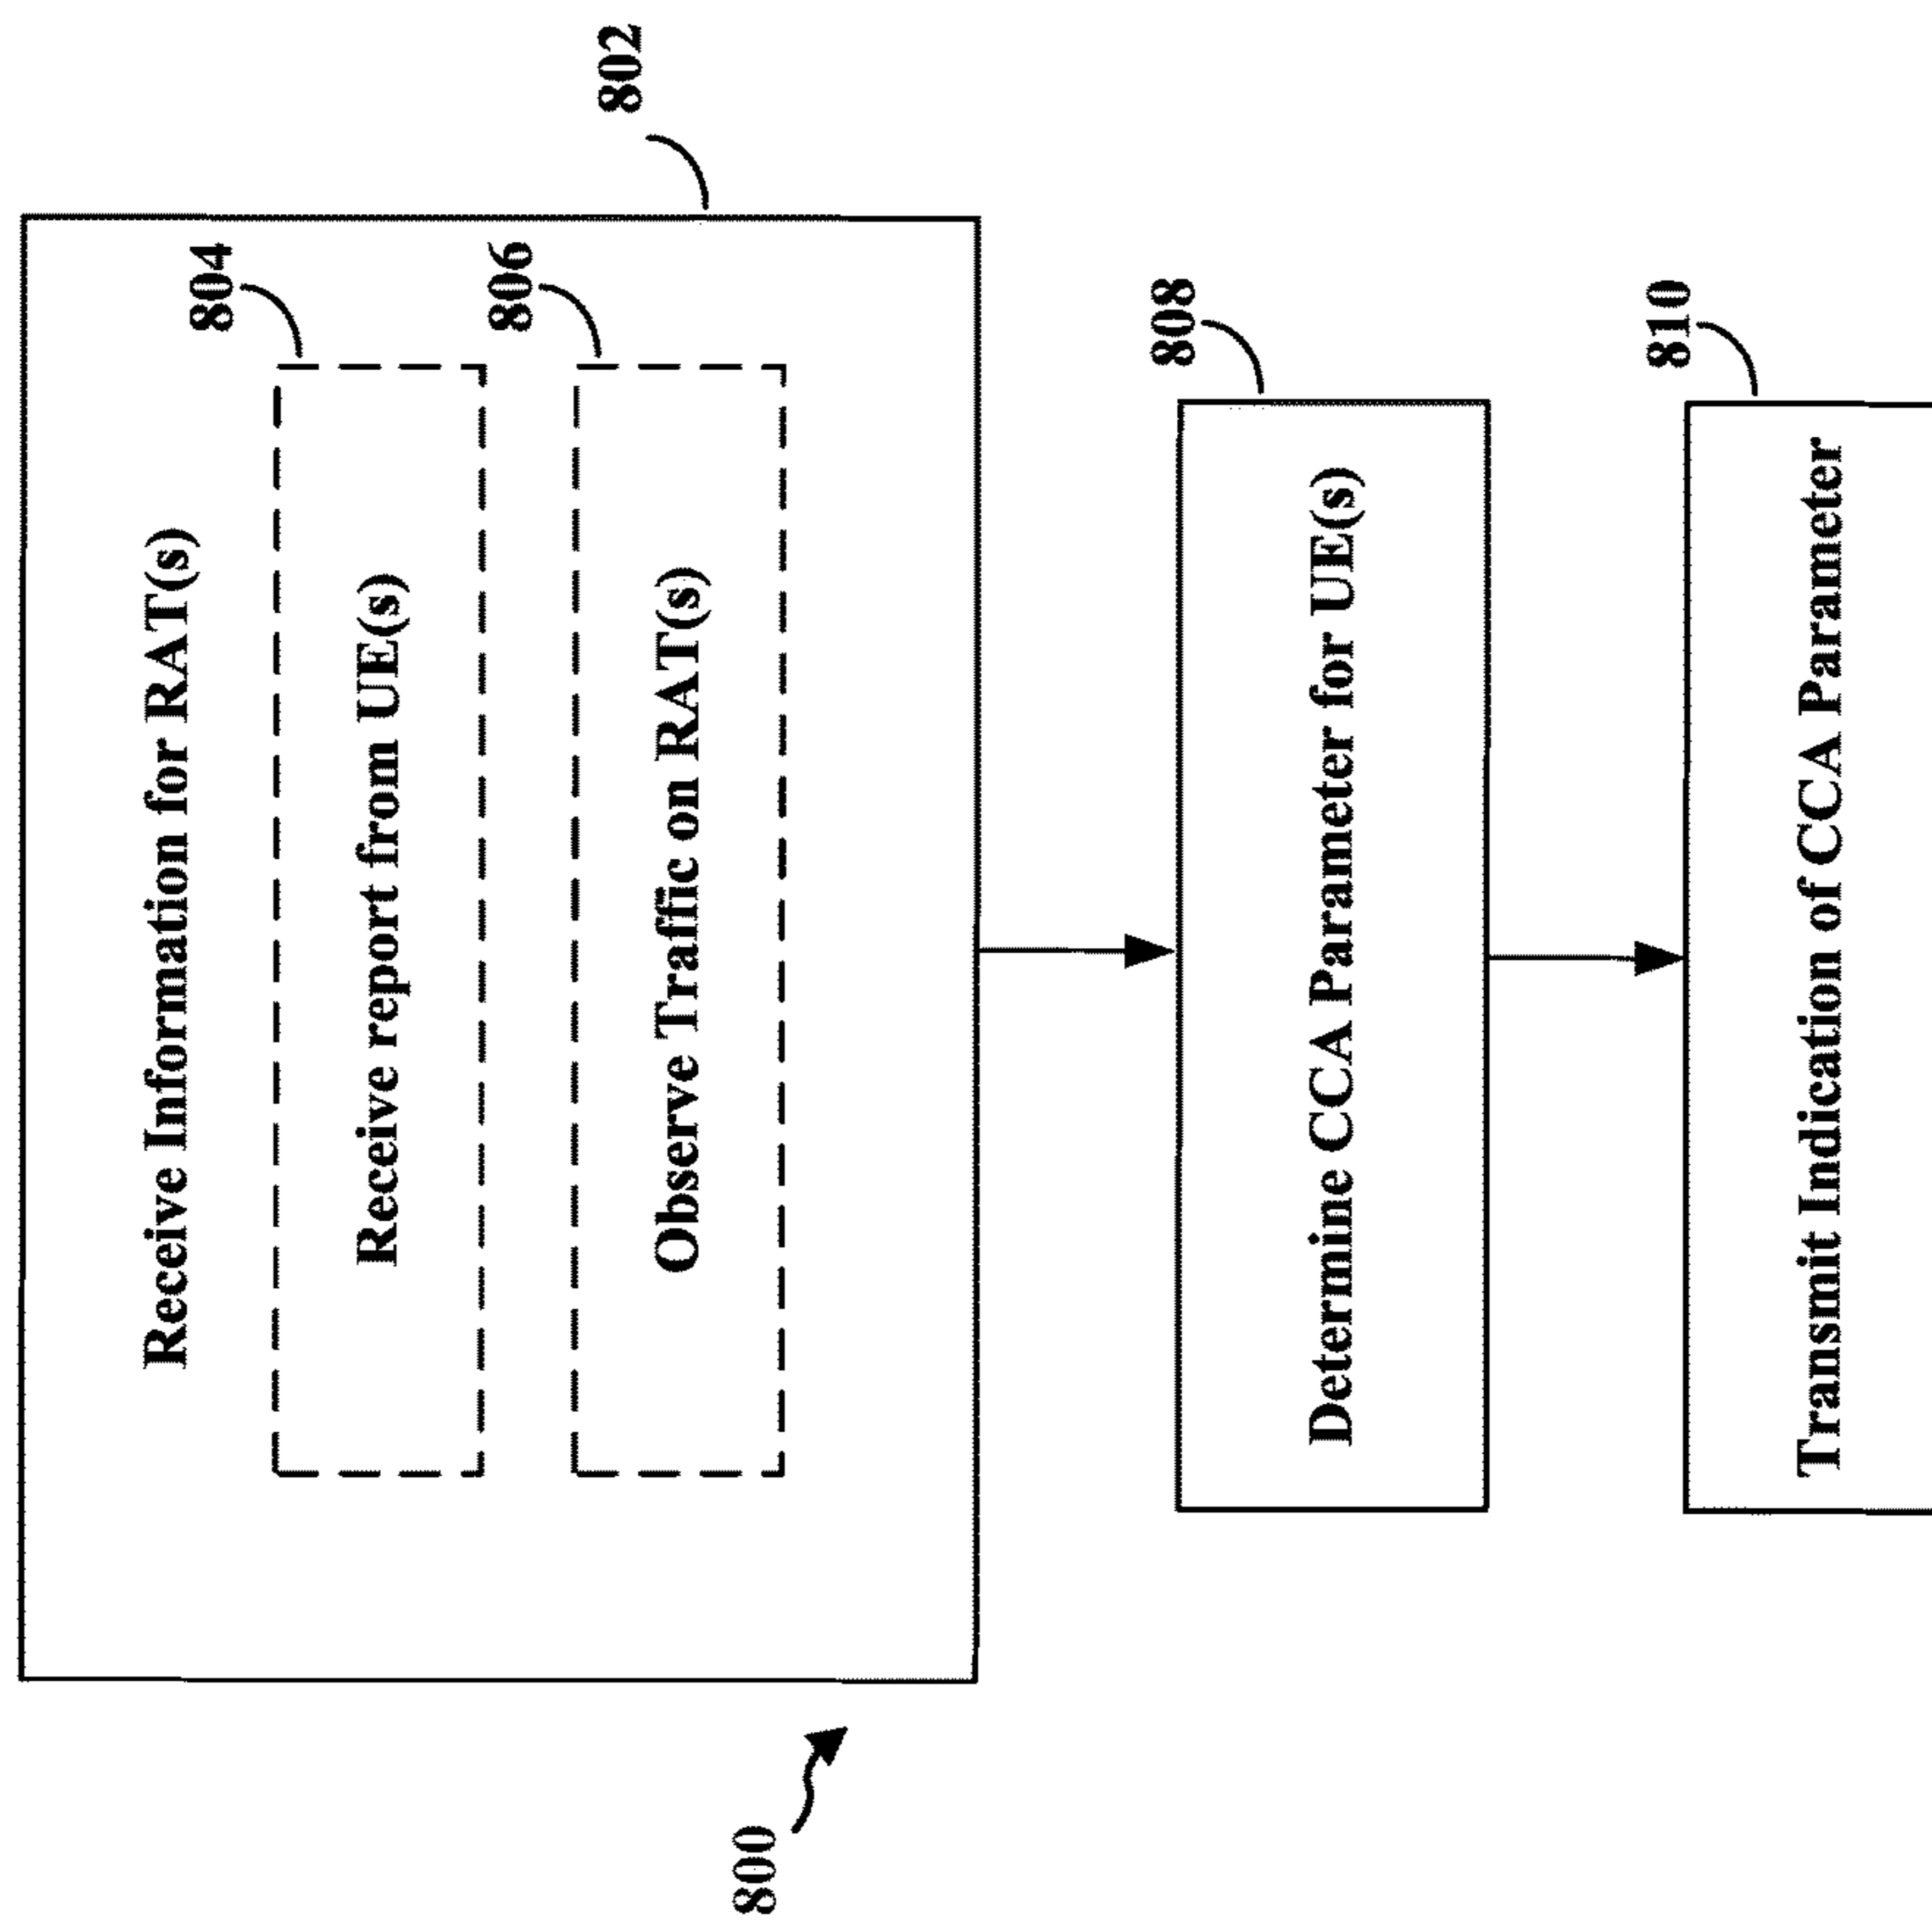 800
802
Receive Information for RAT(s)
804
Receive report from UE(s)
806
Observe Traffic on RAT(s)
808
Determine CCA Parameter for UE(s)
810
Transmit Indication of CCA Parameter